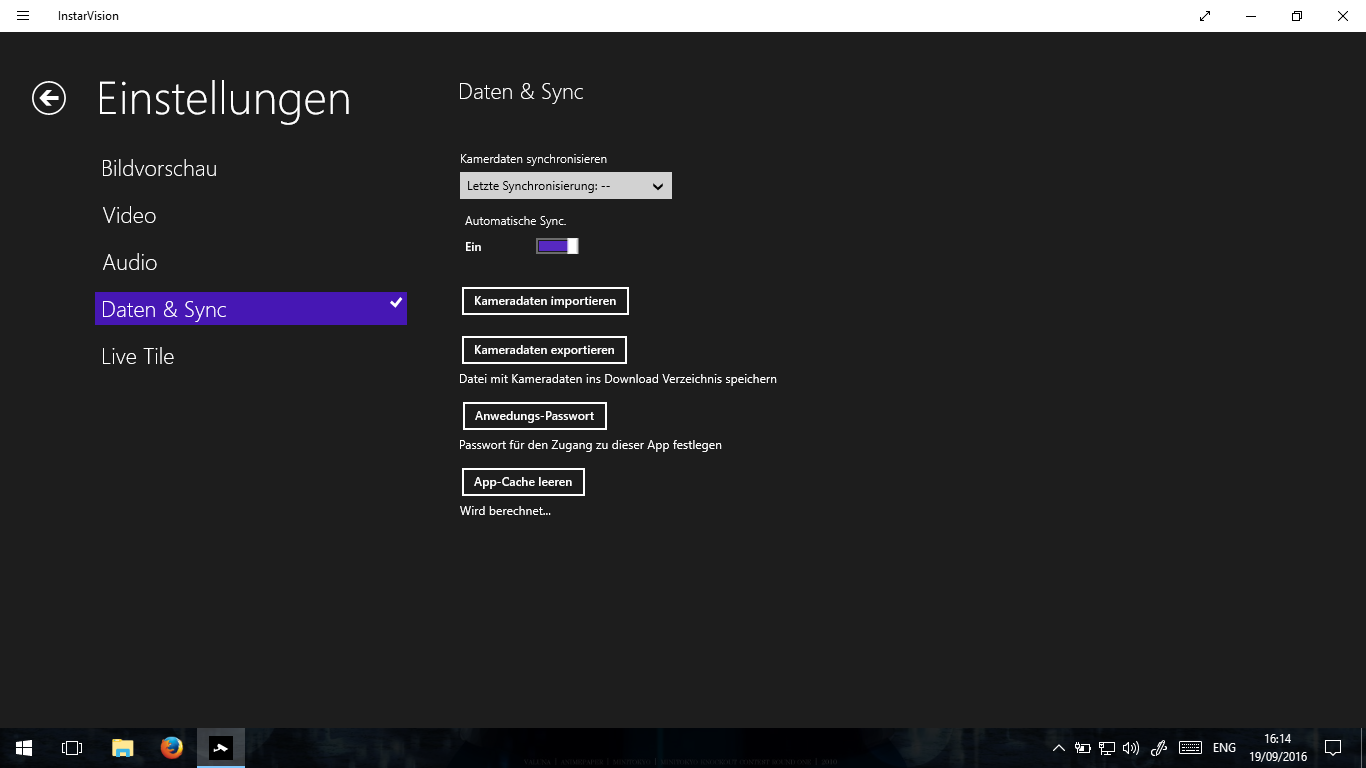 InstarVision
Einstellungen
Bildvorschau
Video
Audio
Daten & Sync
Live Tile
Daten & Sync
Kamerdaten synchronisieren
Letzte Synchronisierung: --
Automatische Sync.
Ein
Kameradaten importieren
Kameradaten exportieren
Datei mit Kameradaten ins Download Verzeichnis speichern
Anwedungs-Passwort
Passwort für den Zugang zu dieser App festlegen
App-Cache leeren
Wird berechnet...
ENG
16:14
19/09/2016